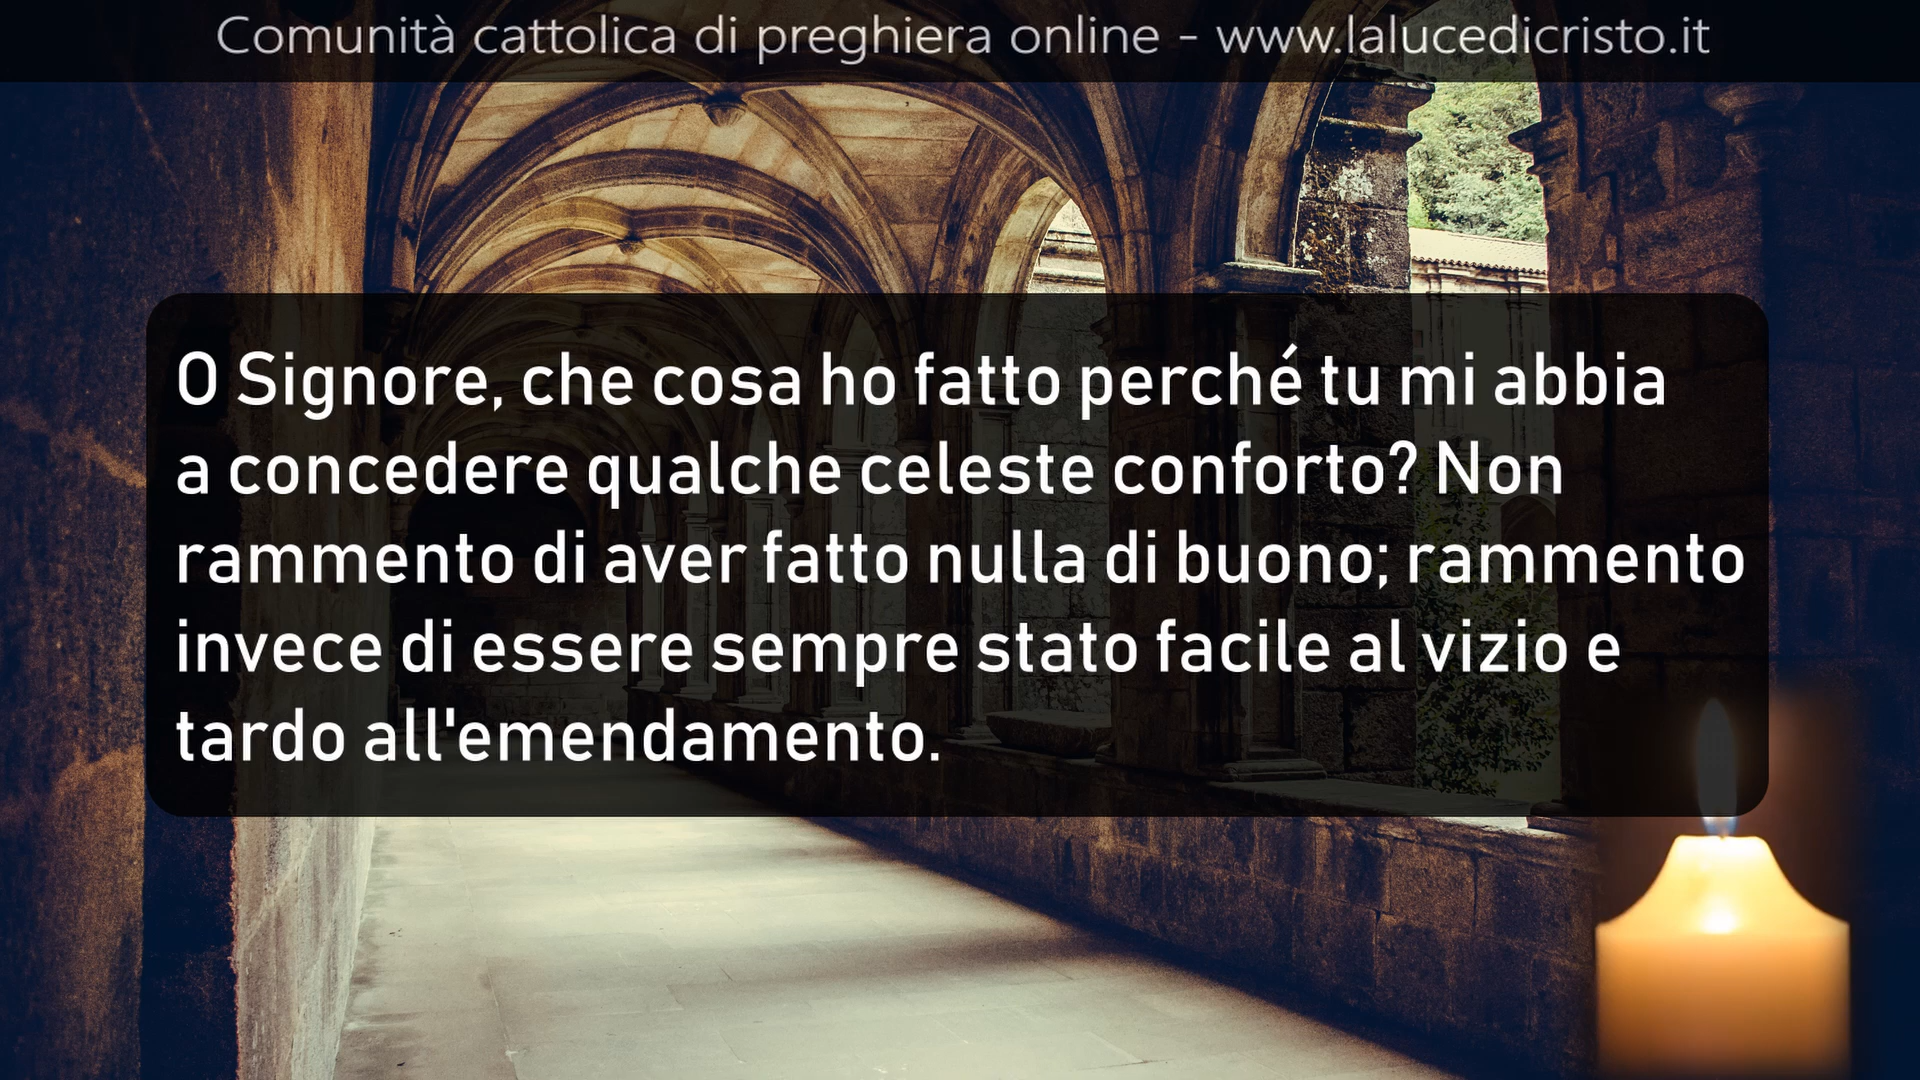 Comunità cattolica di preghiera online - www.lalucedicristo.it
O Signore, che cosa ho fatto perché tu mi abbia
a concedere qualche celeste conforto? Non
rammento di aver fatto nulla di buono; rammento
invece di essere sempre stato facile al vizio e
tardo all'emendamento.